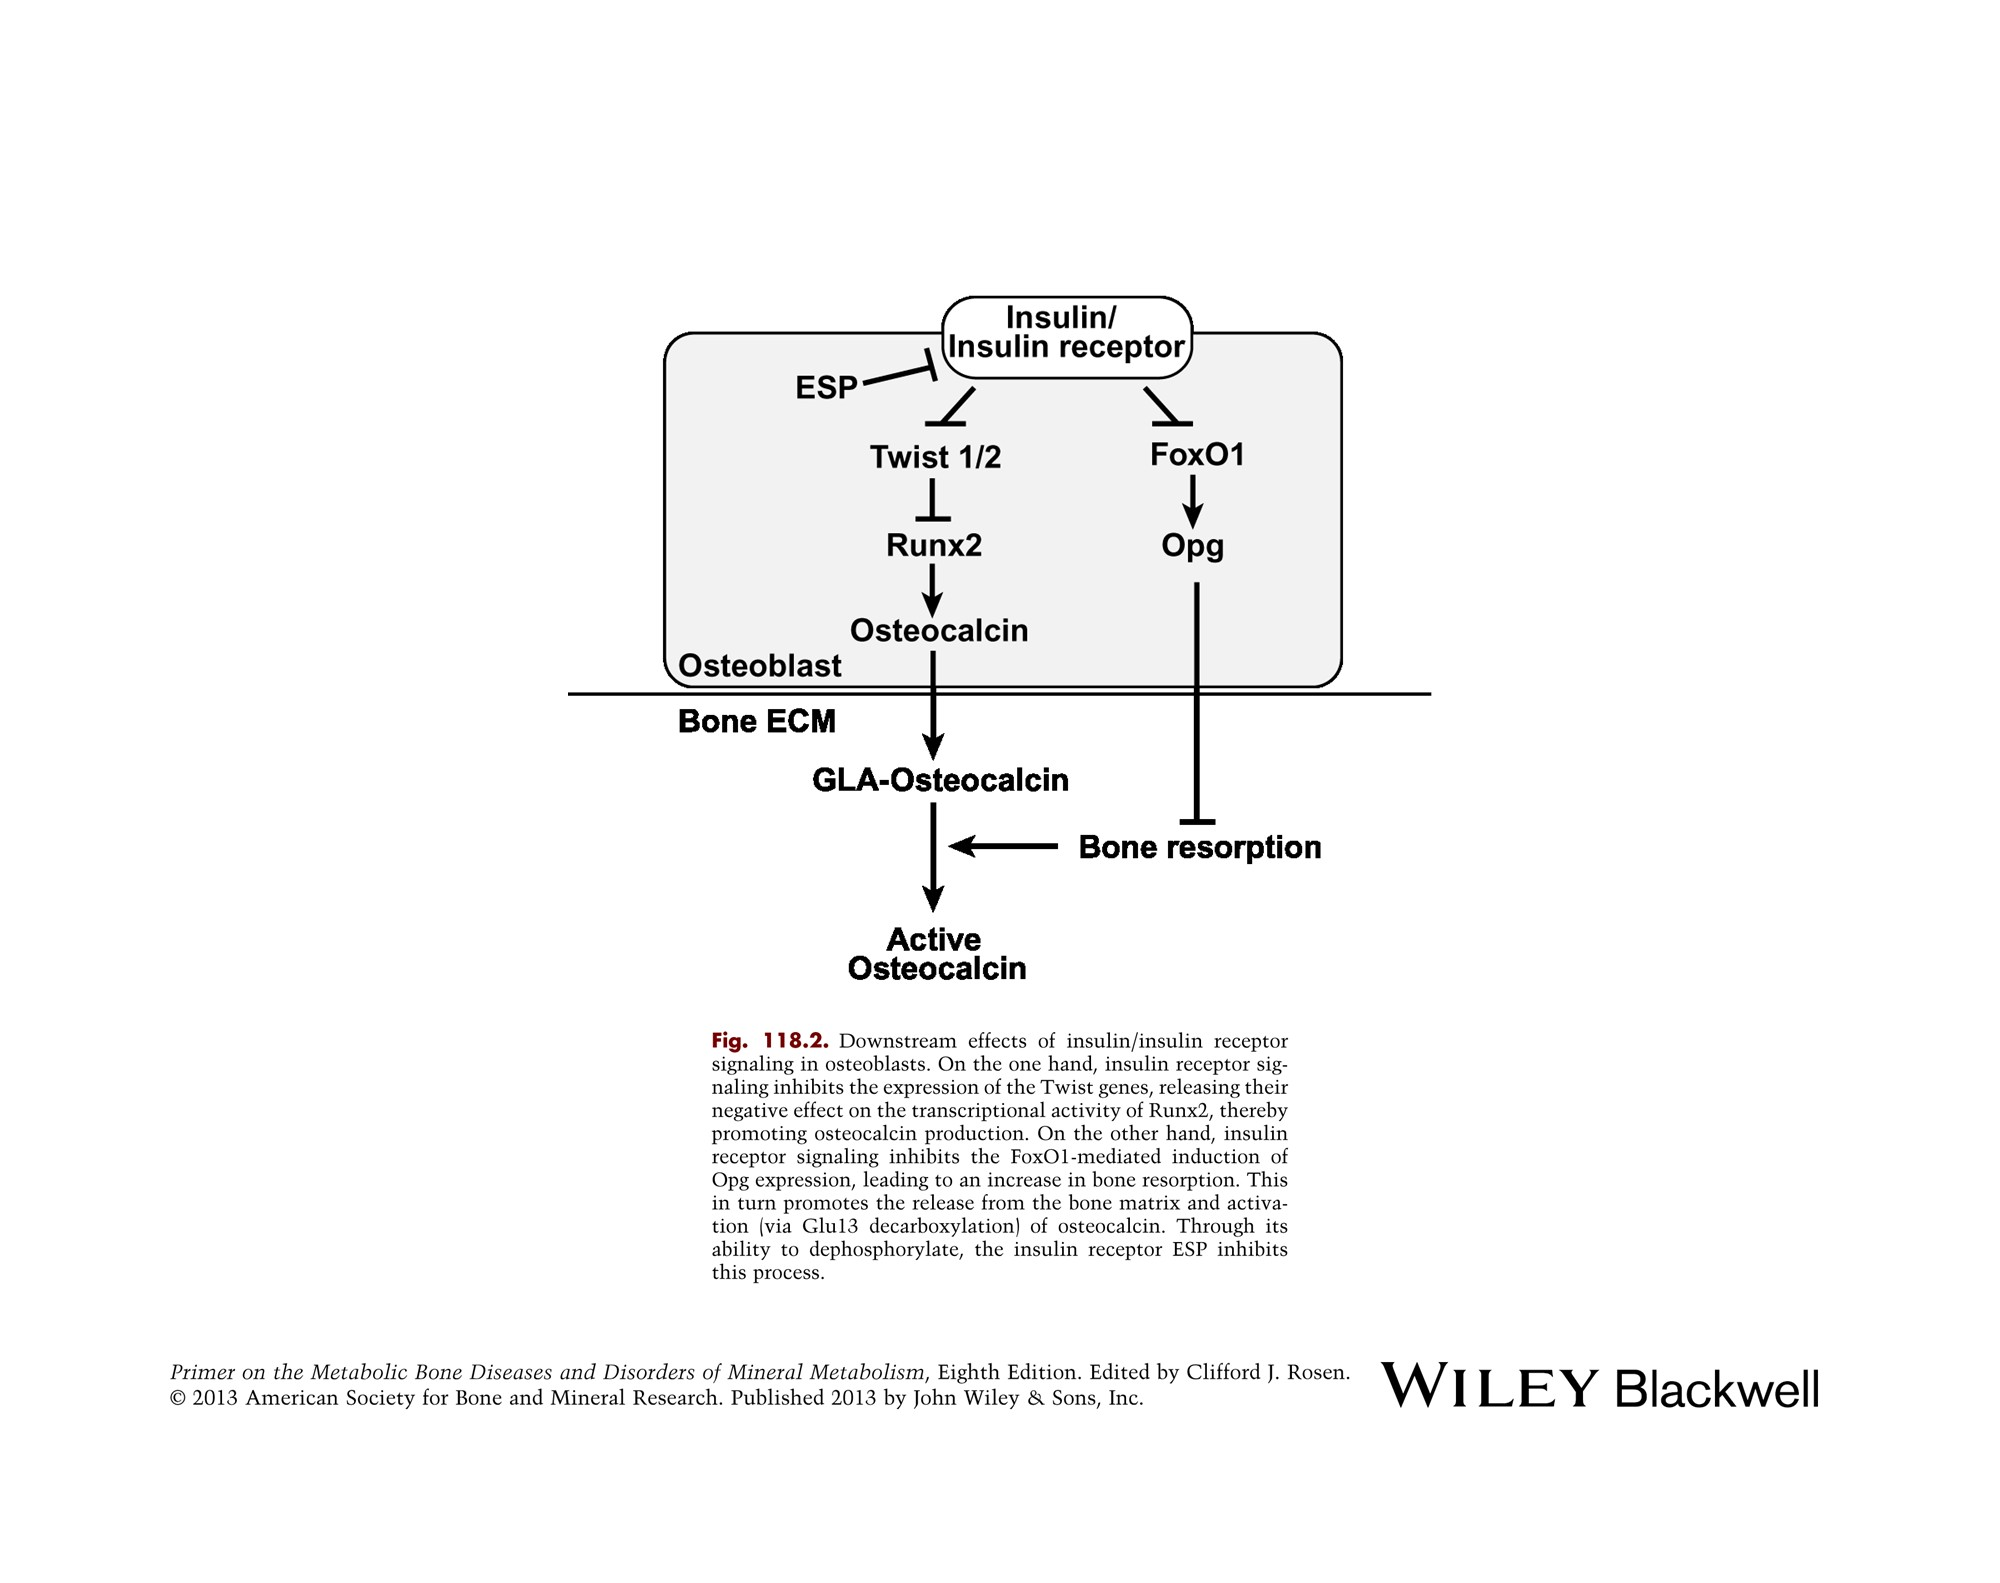 Insulin/
Insulin receptor
ESP
Twist 1/2
FoxO1
Runx2
Opg
Osteocalcin
Osteoblast
Bone ECM
GLA-Osteocalcin
Bone resorption
Active
Osteocalcin
Fig. 118.2. Downstream effects of insulin/insulin receptor
signaling in osteoblasts. On the one hand, insulin receptor sig-
naling inhibits the expression of the Twist genes, releasing their
negative effect on the transcriptional activity of Runx2, thereby
promoting osteocalcin production. On the other hand, insulin
receptor signaling inhibits the FoxO1-mediated induction of
Opg expression, leading to an increase in bone resorption. This
in turn promotes the release from the bone matrix and activa-
tion (via Glu13 decarboxylation) of osteocalcin. Through its
ability to dephosphorylate, the insulin receptor ESP inhibits
this process.
Primer on the Metabolic Bone Diseases and Disorders of Mineral Metabolism, Eighth Edition. Edited by Clifford J. Rosen.
© 2013 American Society for Bone and Mineral Research. Published 2013 by John Wiley & Sons, Inc.
WILEY Blackwell